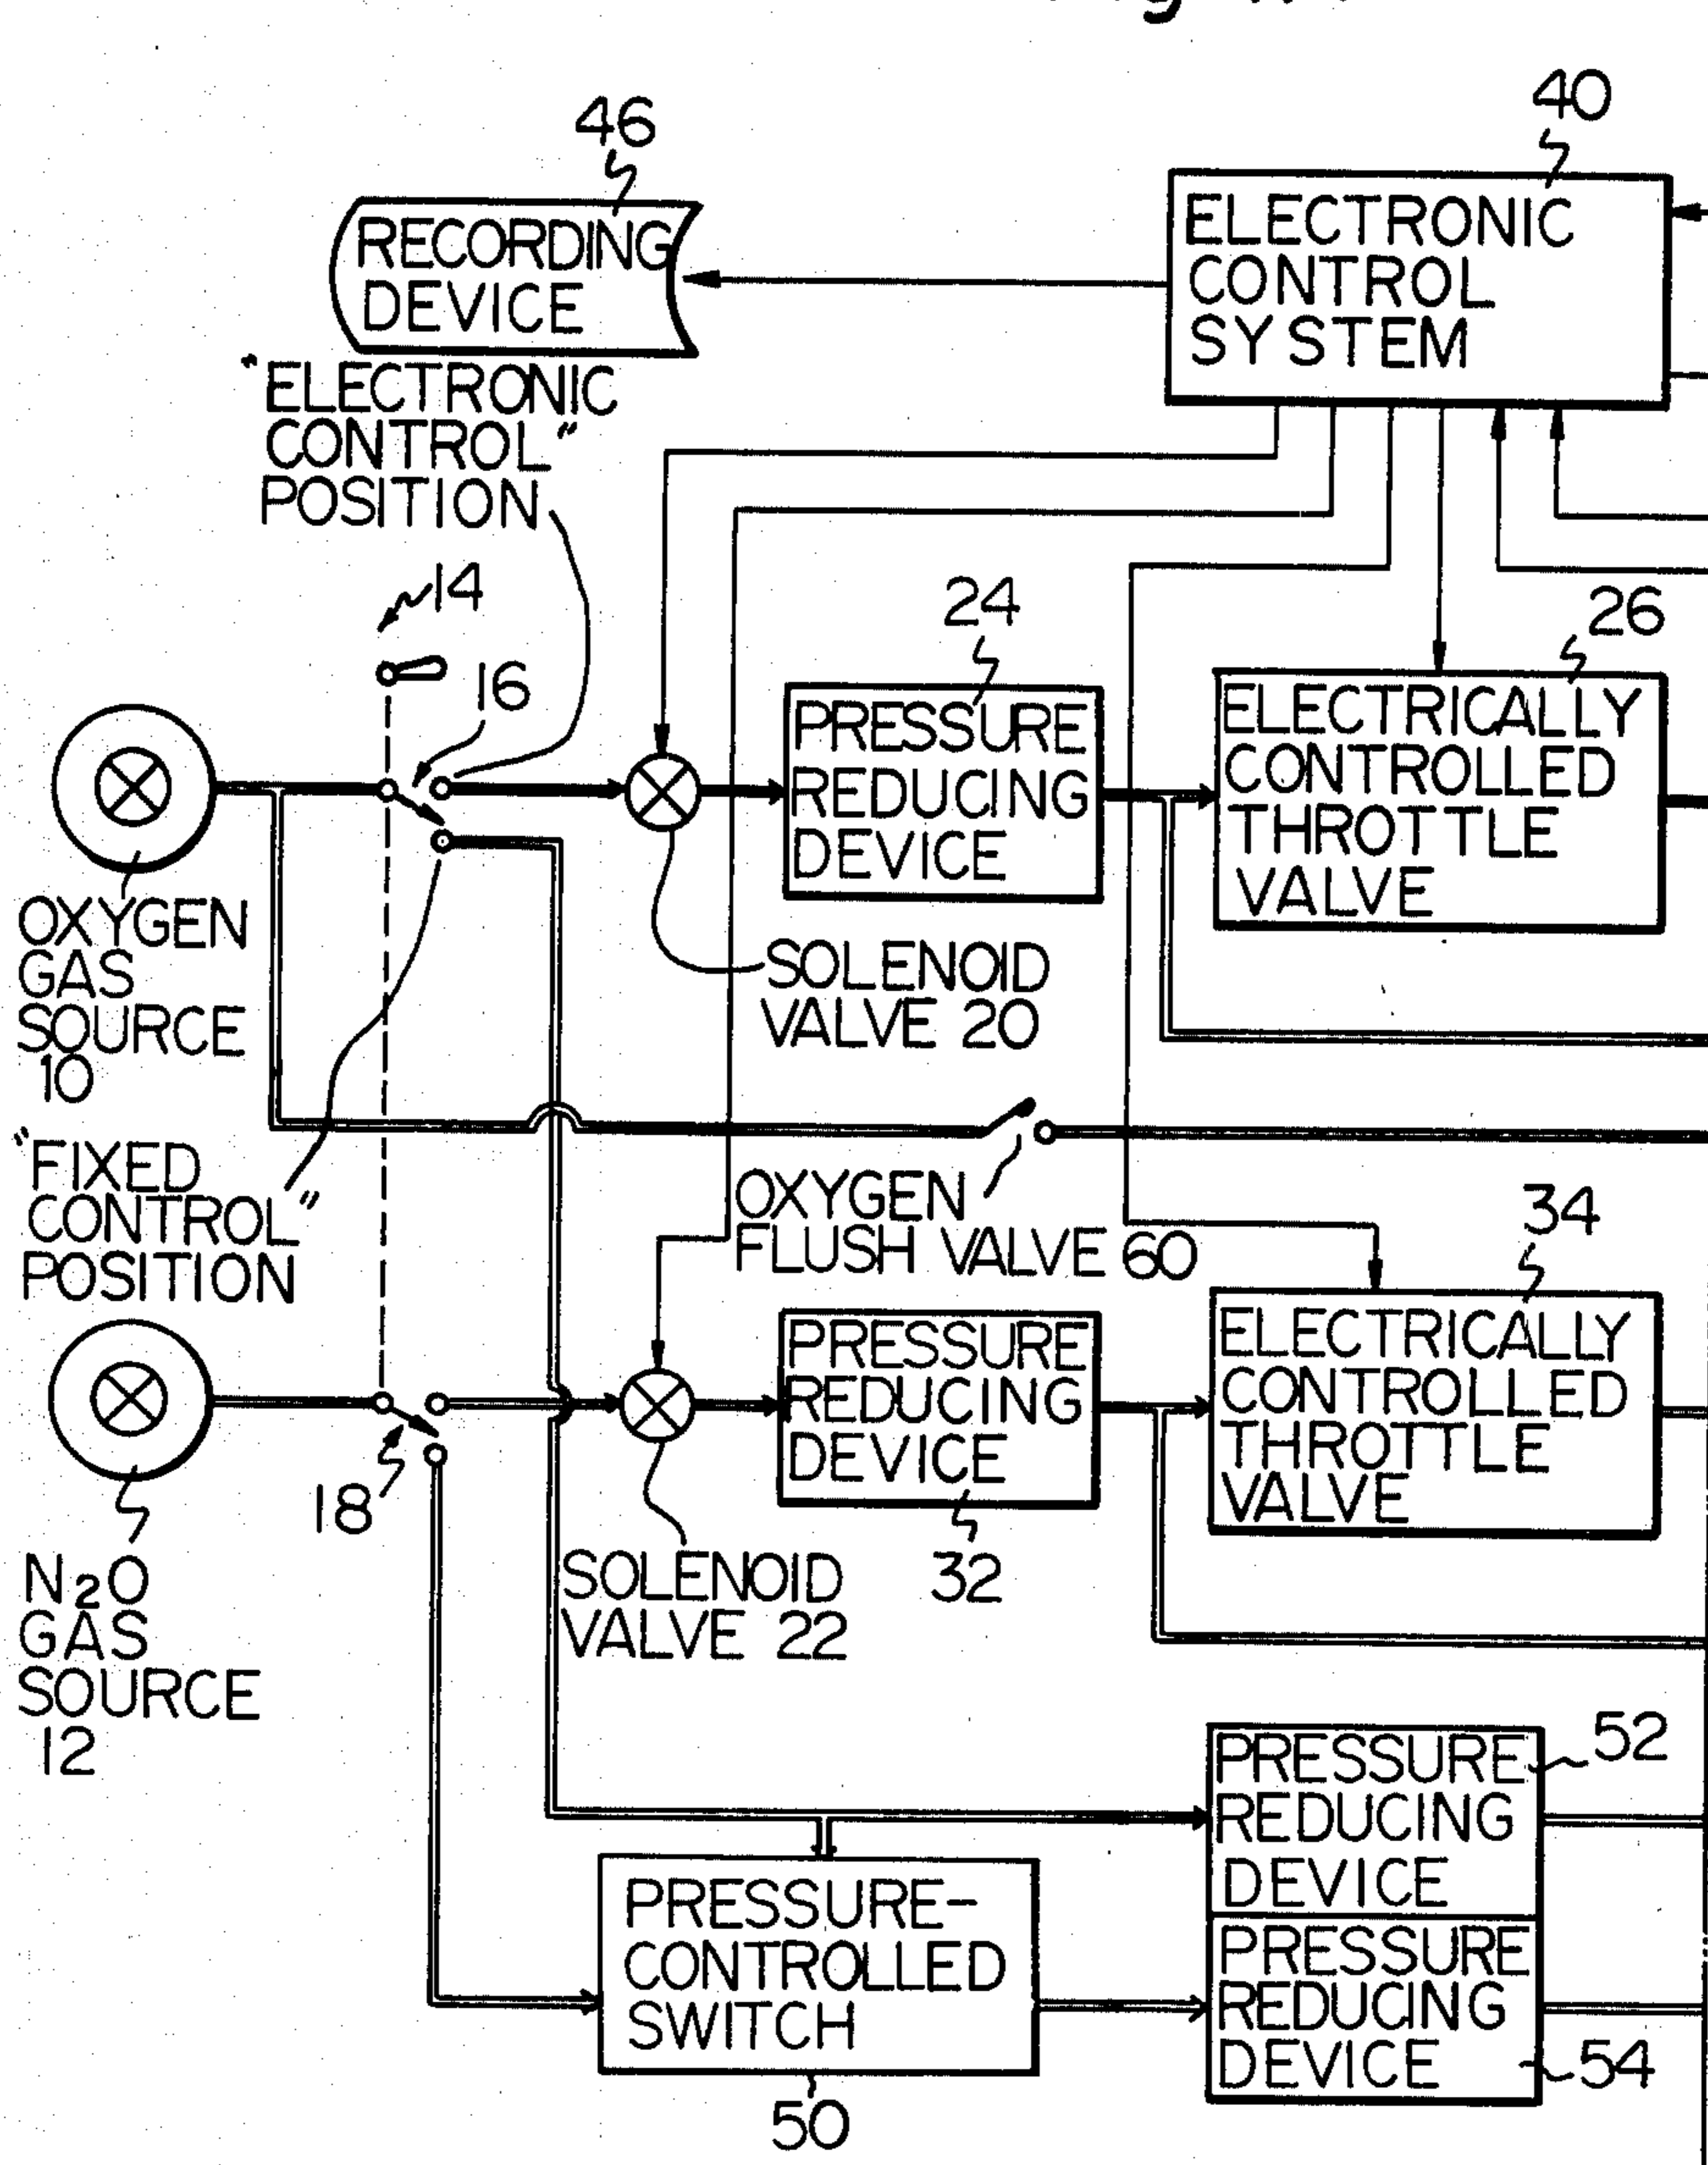 46
40
RECORDING
DEVICE
ELECTRONIC
CONTROL
SYSTEM
"ELECTRONIC
CONTROL"
POSITION
14
16
24
26
PRESSURE
REDUCING
DEVICE
ELECTRICALLY
CONTROLLED
THROTTLE
VALVE
OXYGEN
GAS
SOURCE
10
SOLENOID
VALVE 20
"FIXED
CONTROL"
POSITION
OXYGEN
FLUSH VALVE 60
34
PRESSURE
REDUCING
DEVICE
ELECTRICALLY
CONTROLLED
THROTTLE
VALVE
18
32
N2O
GAS
SOURCE
12
SOLENOID
VALVE 22
PRESSURE
REDUCING
DEVICE
52
PRESSURE-
CONTROLLED
SWITCH
50
PRESSURE
REDUCING
DEVICE
54